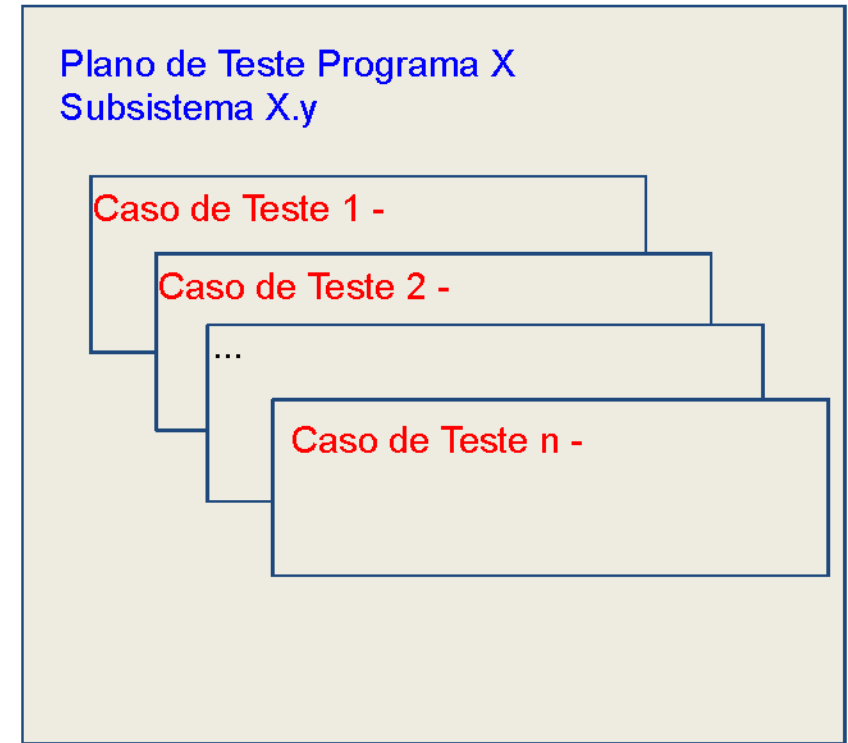 Plano de Teste Programa X
Subsistema X.y
Caso de Teste 1 -
Caso de Teste 2 -
...
Caso de Teste n -